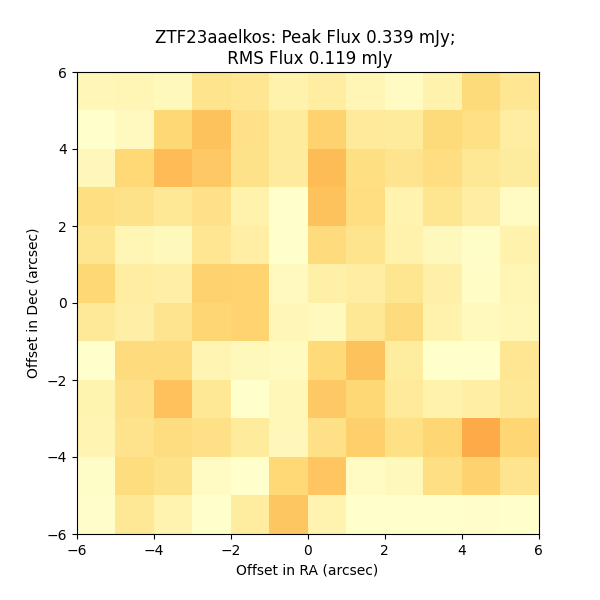 ZTF23aaelkos: Peak Flux 0.339 mJy;
RMS Flux 0.119 mJy
6
4
2
0
−2
−4
−6
Offset in Dec (arcsec)
−6 −4 −2 0 2 4 6
Offset in RA (arcsec)